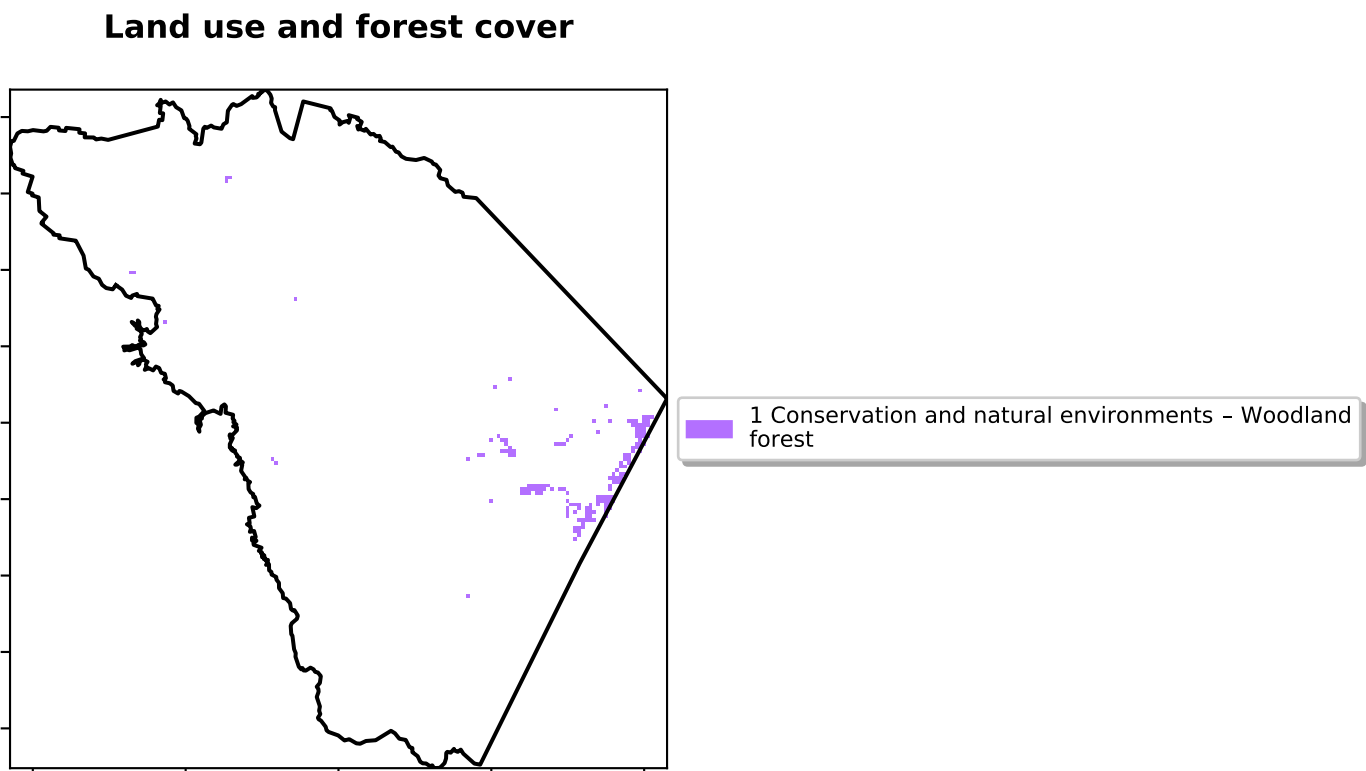 Land use and forest cover
1 Conservation and natural environments – Woodland
forest